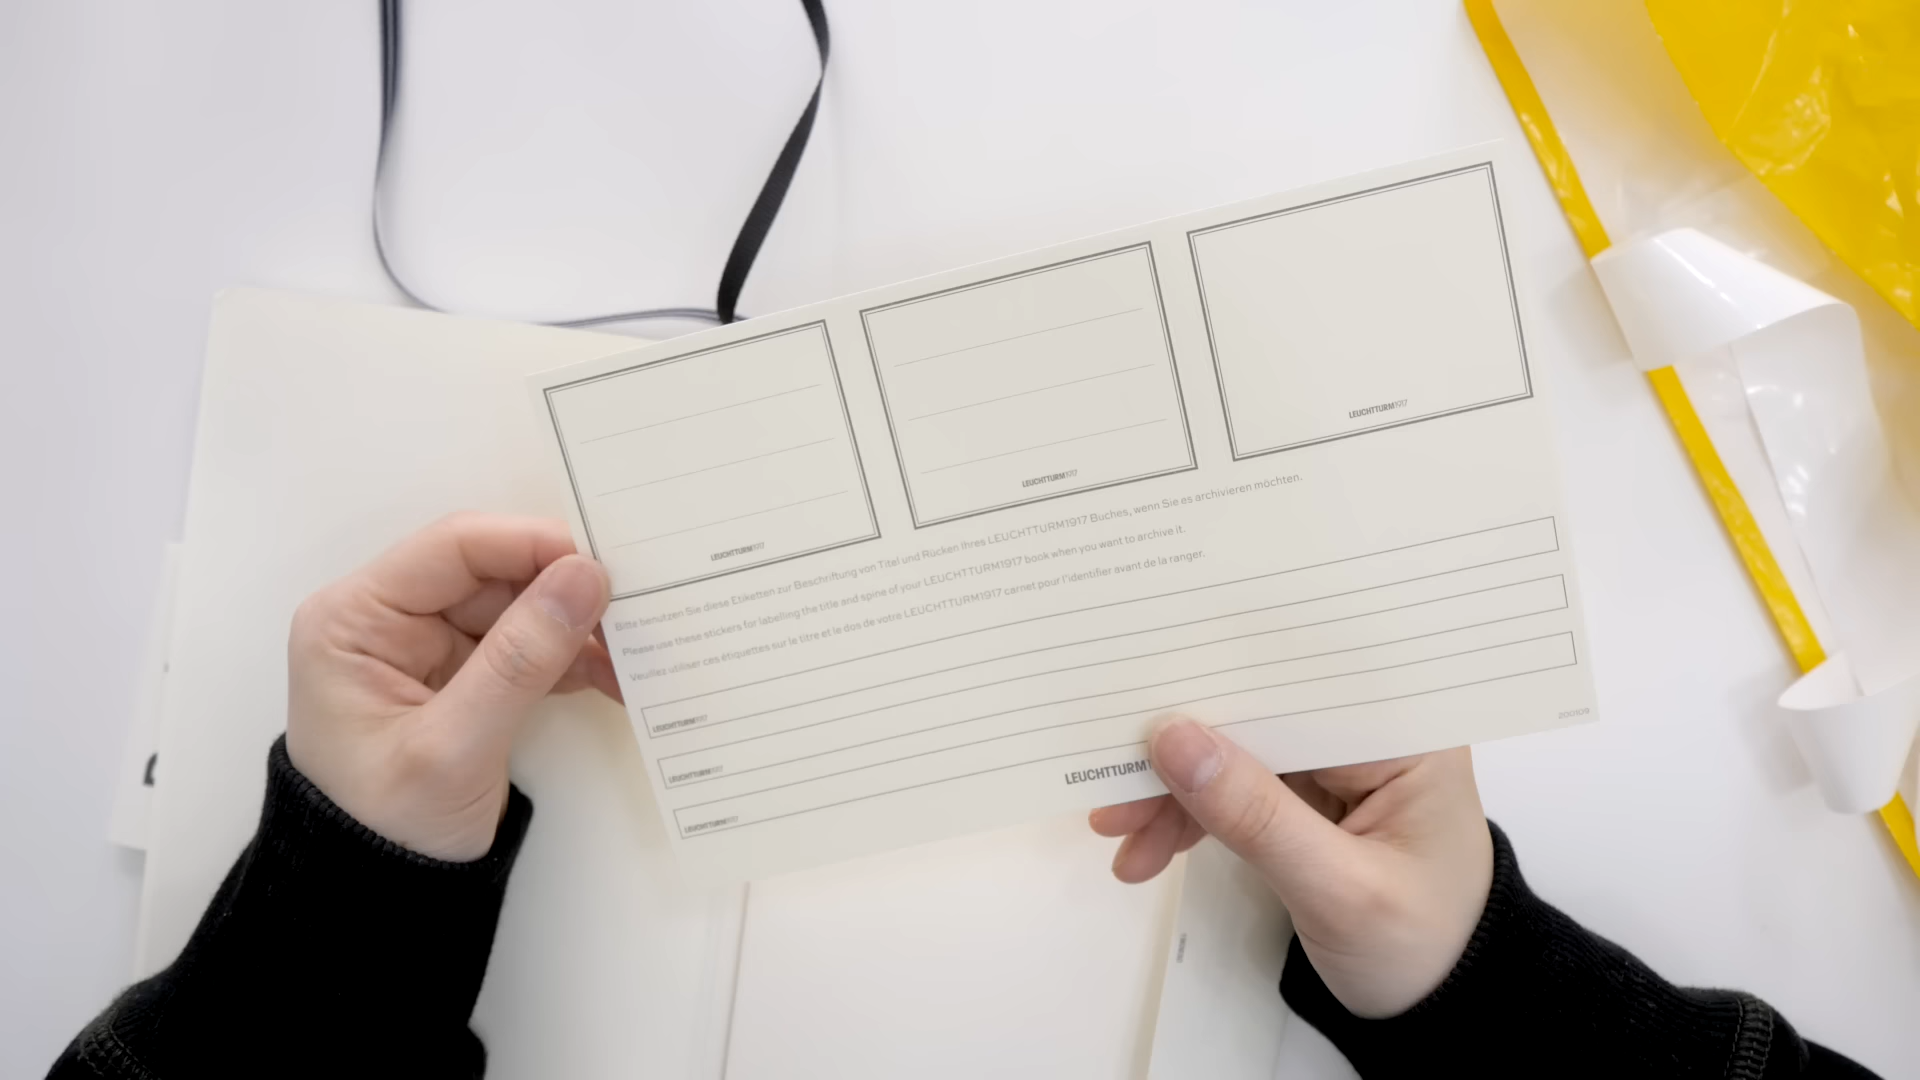 LEUCHTTURM1917
LEUCHTTURM1917
LEUCHTTURM1917
Bitte benutzen Sie diese Etiketten zur Beschriftung von Titel und Rücken Ihres LEUCHTTURM1917 Buches, wenn Sie es archivieren möchten.
Please use these stickers for labelling the title and spine of your LEUCHTTURM1917 book when you want to archive it.
Veuillez utiliser ces étiquettes sur le titre et le dos de votre LEUCHTTURM1917 carnet pour l'identifier avant de la ranger.
LEUCHTTURM1917
LEUCHTTURM1917
LEUCHTTURM1917
LEUCHTTURM1
200109